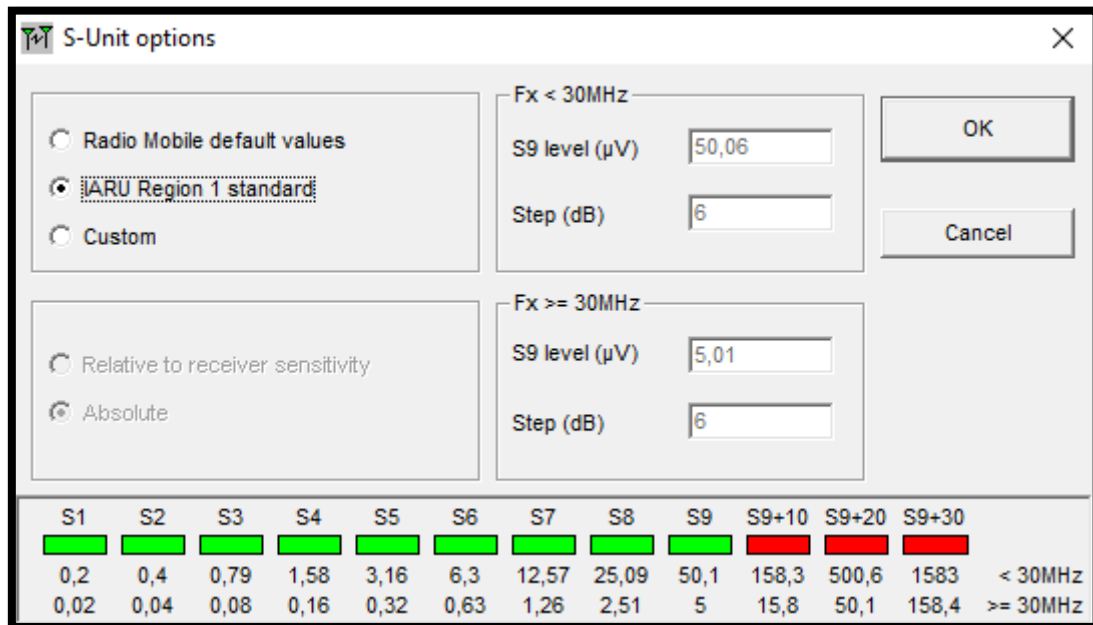 S-Unit options
Radio Mobile default values
IARU Region 1 standard
Custom
Fx < 30MHz
S9 level (µV) 50,06
Step (dB) 6
OK
Cancel
Relative to receiver sensitivity
Absolute
Fx >= 30MHz
S9 level (µV) 5,01
Step (dB) 6
S1 S2 S3 S4 S5 S6 S7 S8 S9 S9+10 S9+20 S9+30
0,2 0,4 0,79 1,58 3,16 6,3 12,57 25,09 50,1 158,3 500,6 1583 < 30MHz
0,02 0,04 0,08 0,16 0,32 0,63 1,26 2,51 5 15,8 50,1 158,4 >= 30MHz